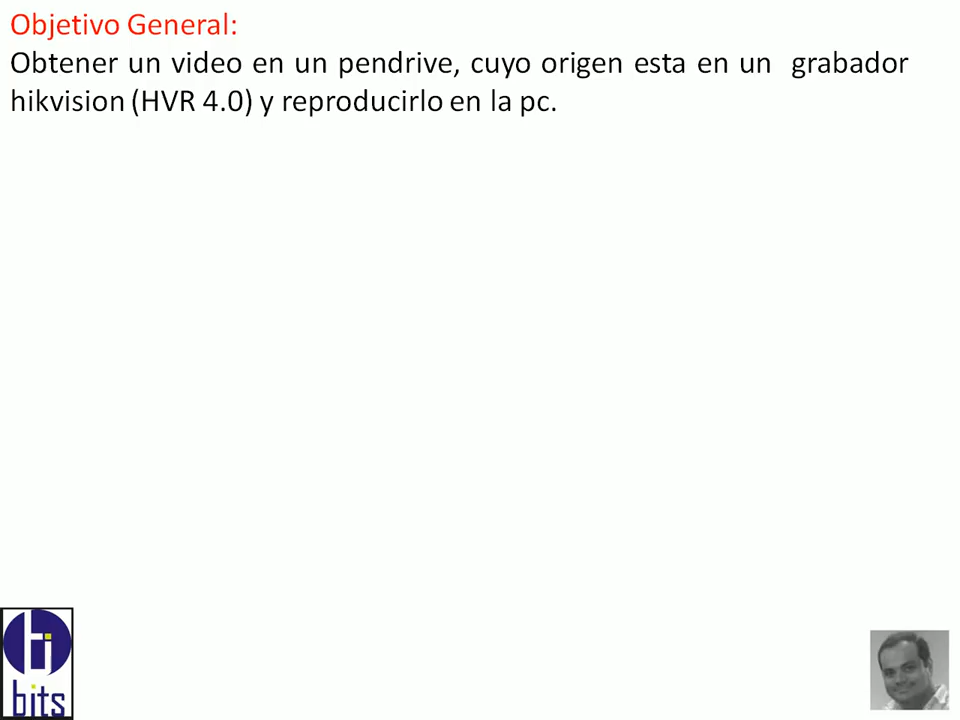 Objetivo General:
Obtener un video en un pendrive, cuyo origen esta en un grabador
hikvision (HVR 4.0) y reproducirlo en la pc.
bits